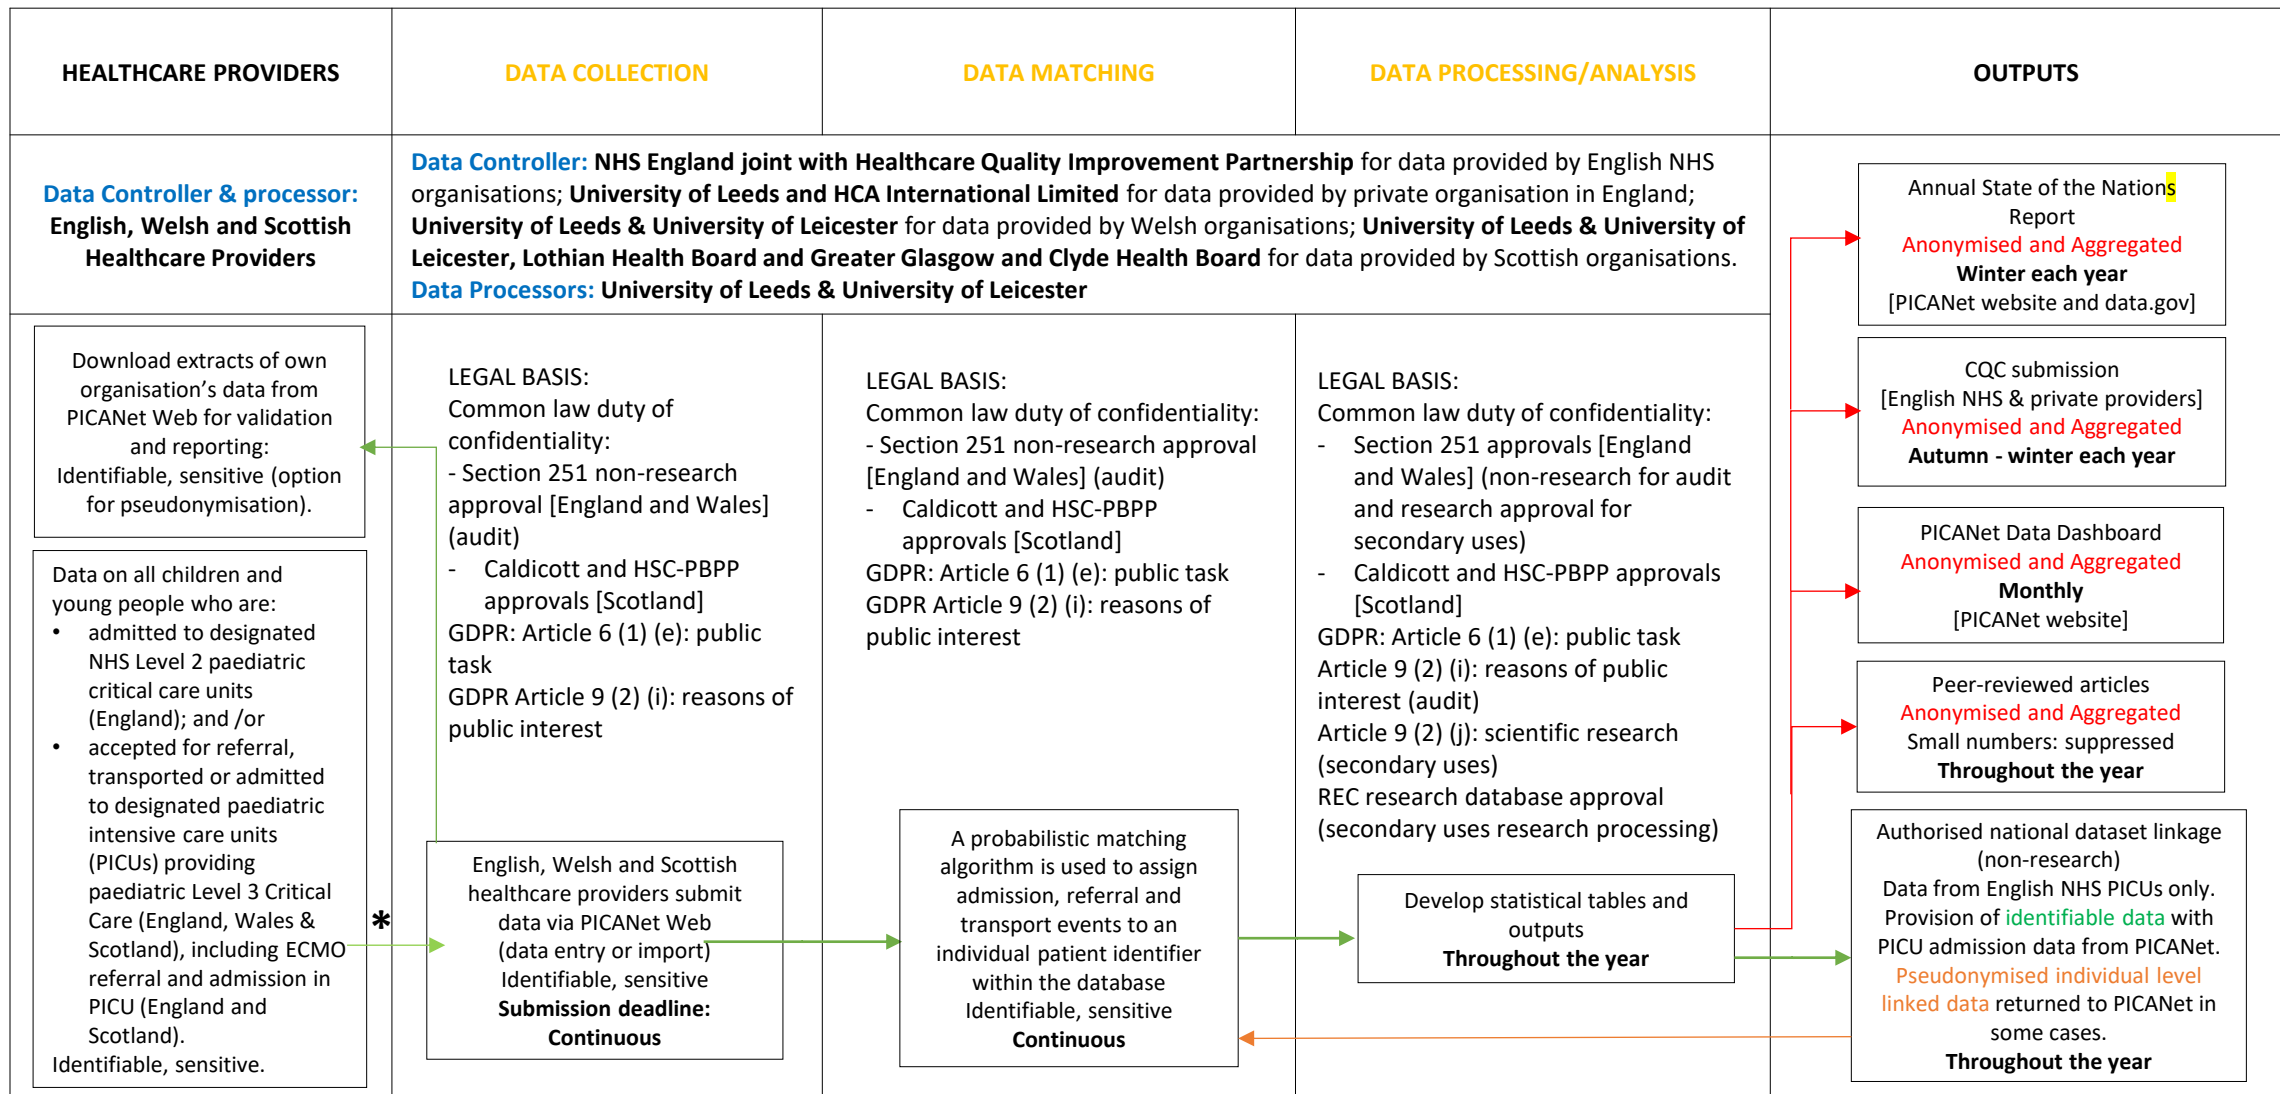 HEALTHCARE PROVIDERS
DATA COLLECTION
DATA MATCHING
DATA PROCESSING/ANALYSIS
OUTPUTS
Data Controller & processor:
English, Welsh and Scottish
Healthcare Providers
Data Controller: NHS England joint with Healthcare Quality Improvement Partnership for data provided by English NHS
organisations; University of Leeds and HCA International Limited for data provided by private organisation in England;
University of Leeds & University of Leicester for data provided by Welsh organisations; University of Leeds & University of
Leicester, Lothian Health Board and Greater Glasgow and Clyde Health Board for data provided by Scottish organisations.
Data Processors: University of Leeds & University of Leicester
Download extracts of own
organisation's data from
PICANet Web for validation
and reporting:
Identifiable, sensitive (option
for pseudonymisation).
Data on all children and
young people who are:
• admitted to designated
NHS Level 2 paediatric
critical care units
(England); and /or
• accepted for referral,
transported or admitted
to designated paediatric
intensive care units
(PICUs) providing
paediatric Level 3 Critical
Care (England, Wales &
Scotland), including ECMO
referral and admission in
PICU (England and
Scotland).
Identifiable, sensitive.
*
LEGAL BASIS:
Common law duty of
confidentiality:
- Section 251 non-research
approval [England and Wales]
(audit)
- Caldicott and HSC-PBPP
approvals [Scotland]
GDPR: Article 6 (1) (e): public
task
GDPR Article 9 (2) (i): reasons of
public interest
English, Welsh and Scottish
healthcare providers submit
data via PICANet Web
(data entry or import)
Identifiable, sensitive
Submission deadline:
Continuous
LEGAL BASIS:
Common law duty of confidentiality:
- Section 251 non-research approval
[England and Wales] (audit)
- Caldicott and HSC-PBPP
approvals [Scotland]
GDPR: Article 6 (1) (e): public task
GDPR Article 9 (2) (i): reasons of
public interest
A probabilistic matching
algorithm is used to assign
admission, referral and
transport events to an
individual patient identifier
within the database
Identifiable, sensitive
Continuous
LEGAL BASIS:
Common law duty of confidentiality:
- Section 251 approvals [England
and Wales] (non-research for audit
and research approval for
secondary uses)
- Caldicott and HSC-PBPP approvals
[Scotland]
GDPR: Article 6 (1) (e): public task
Article 9 (2) (i): reasons of public
interest (audit)
Article 9 (2) (j): scientific research
(secondary uses)
REC research database approval
(secondary uses research processing)
Develop statistical tables and
outputs
Throughout the year
Annual State of the Nations
Report
Anonymised and Aggregated
Winter each year
[PICANet website and data.gov]
CQC submission
[English NHS & private providers]
Anonymised and Aggregated
Autumn - winter each year
PICANet Data Dashboard
Anonymised and Aggregated
Monthly
[PICANet website]
Peer-reviewed articles
Anonymised and Aggregated
Small numbers: suppressed
Throughout the year
Authorised national dataset linkage
(non-research)
Data from English NHS PICUs only.
Provision of identifiable data with
PICU admission data from PICANet.
Pseudonymised individual level
linked data returned to PICANet in
some cases.
Throughout the year